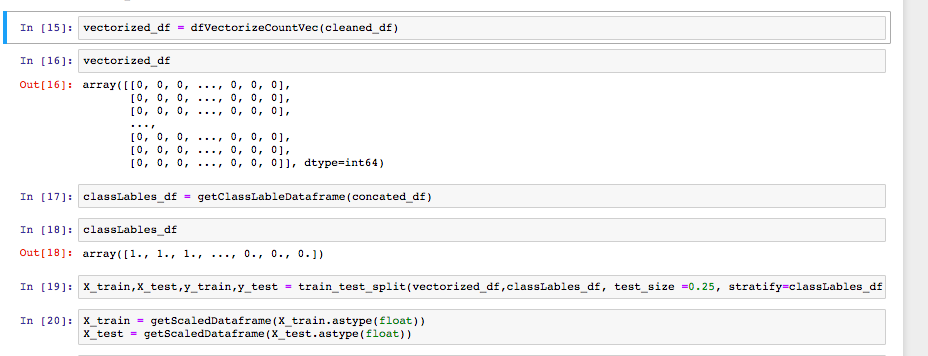 In [15]: vectorized_df = dfVectorizeCountVec(cleaned_df)
In [16]: vectorized_df
Out[16]: array([[0, 0, 0, ..., 0, 0, 0],
[0, 0, 0, ..., 0, 0, 0],
[0, 0, 0, ..., 0, 0, 0],
...,
[0, 0, 0, ..., 0, 0, 0],
[0, 0, 0, ..., 0, 0, 0],
[0, 0, 0, ..., 0, 0, 0]], dtype=int64)
In [17]: classLables_df = getClassLableDataframe(concated_df)
In [18]: classLables_df
Out[18]: array([1., 1., 1., ..., 0., 0., 0.])
In [19]: X_train,X_test,y_train,y_test = train_test_split(vectorized_df,classLables_df, test_size =0.25, stratify=classLables_df
In [20]: X_train = getScaledDataframe(X_train.astype(float))
X_test = getScaledDataframe(X_test.astype(float))